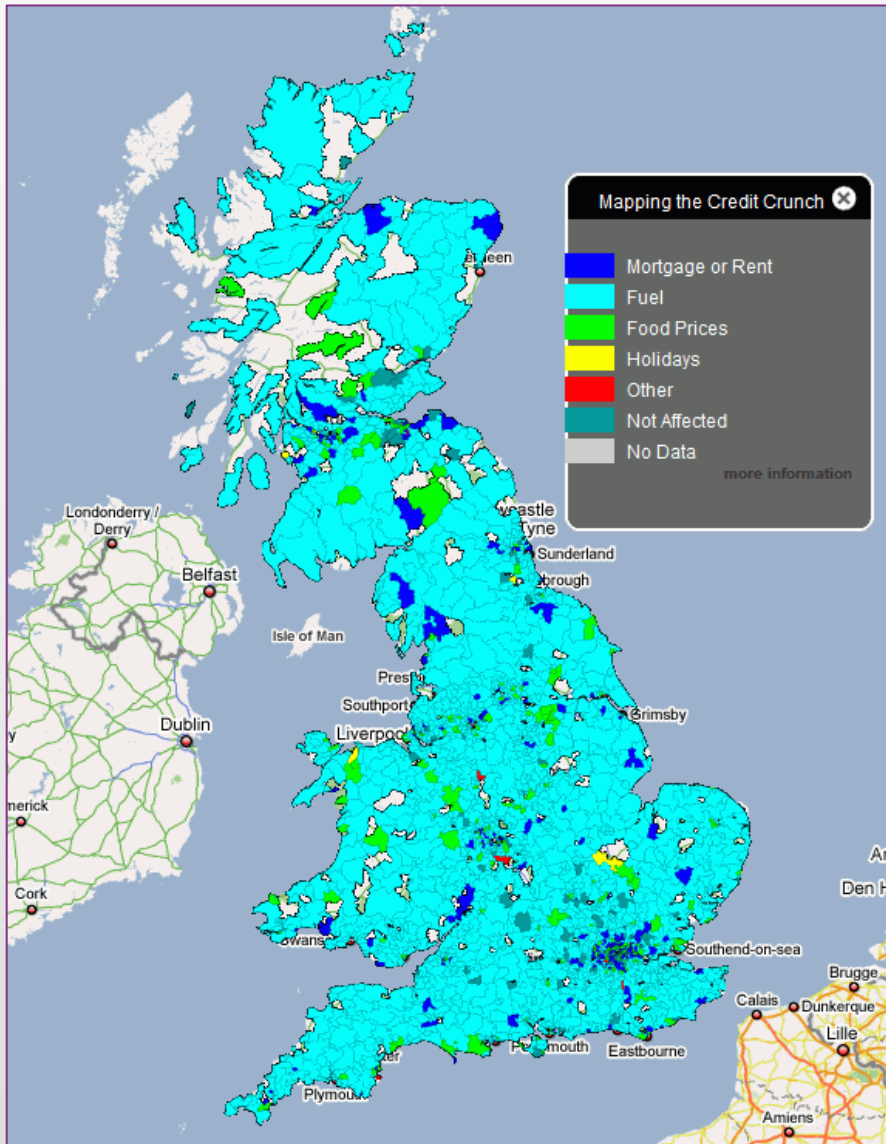 Mapping the Credit Crunch
Mortgage or Rent
Fuel
Food Prices
Holidays
Other
Not Affected
No Data
more information
Londonderry /
Derry
Belfast
Isle of Man
Sunderland
Southport
Liverpool
Grimsby
Dublin
Cork
Southend-on-sea
Brugge
Calais
Dunkerque
Lille
Eastbourne
Amiens